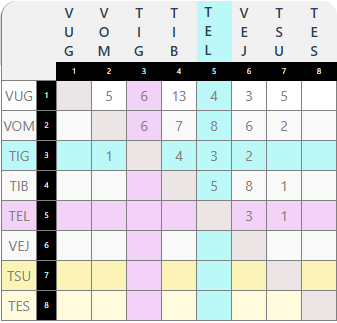 VUG VOM TIG TIB TEL VEJ TSU TES
1 2 3 4 5 6 7 8
VUG 1 5 6 13 4 3 5
VOM 2 6 7 8 6 2
TIG 3 1 4 3 2
TIB 4 5 8 1
TEL 5 3 1
VEJ 6
TSU 7
TES 8